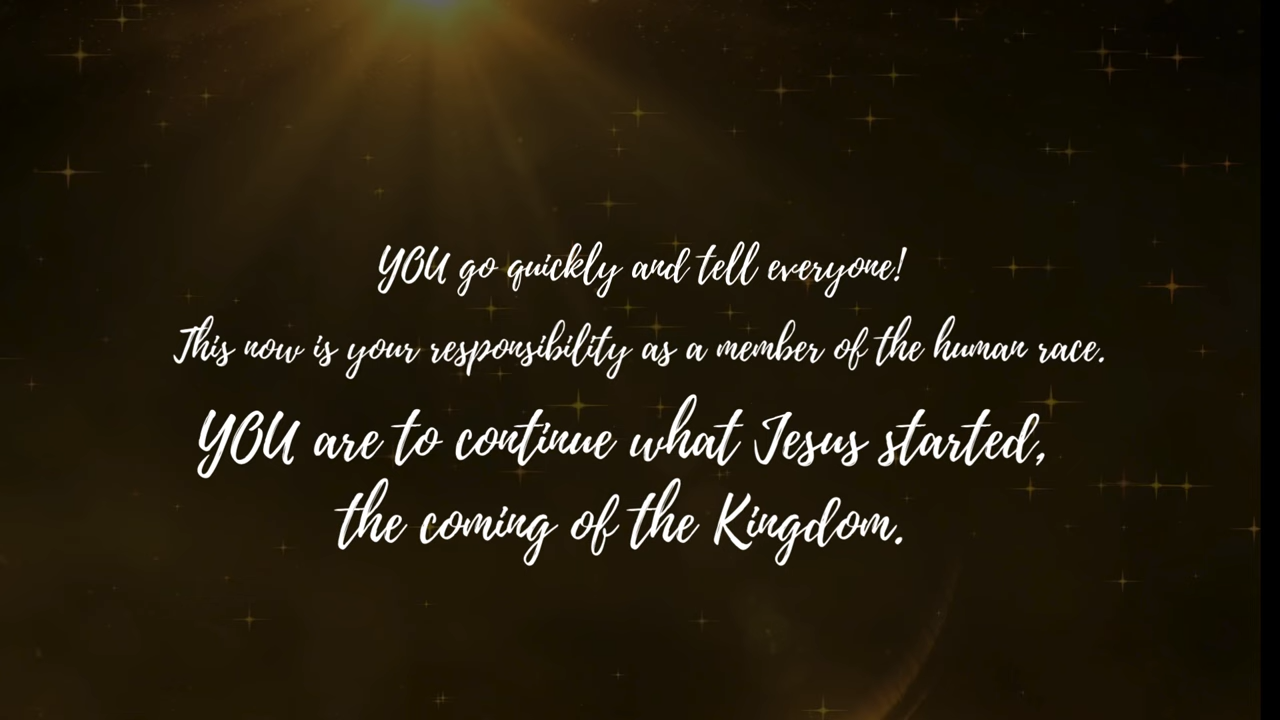 YOU go quickly and tell everyone!
This now is your responsibility as a member of the human race.
YOU are to continue what Jesus started,
the coming of the Kingdom.